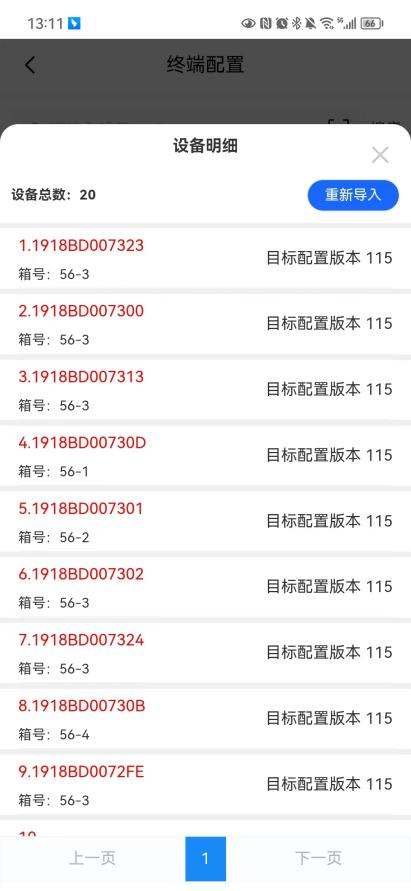 13:11
5G
66
终端配置
设备明细
设备总数：20
重新导入
1.1918BD007323
目标配置版本 115
箱号：56-3
2.1918BD007300
目标配置版本 115
箱号：56-3
3.1918BD007313
目标配置版本 115
箱号：56-3
4.1918BD00730D
目标配置版本 115
箱号：56-1
5.1918BD007301
目标配置版本 115
箱号：56-2
6.1918BD007302
目标配置版本 115
箱号：56-3
7.1918BD007324
目标配置版本 115
箱号：56-3
8.1918BD00730B
目标配置版本 115
箱号：56-4
9.1918BD0072FE
目标配置版本 115
箱号：56-3
上一页
1
下一页